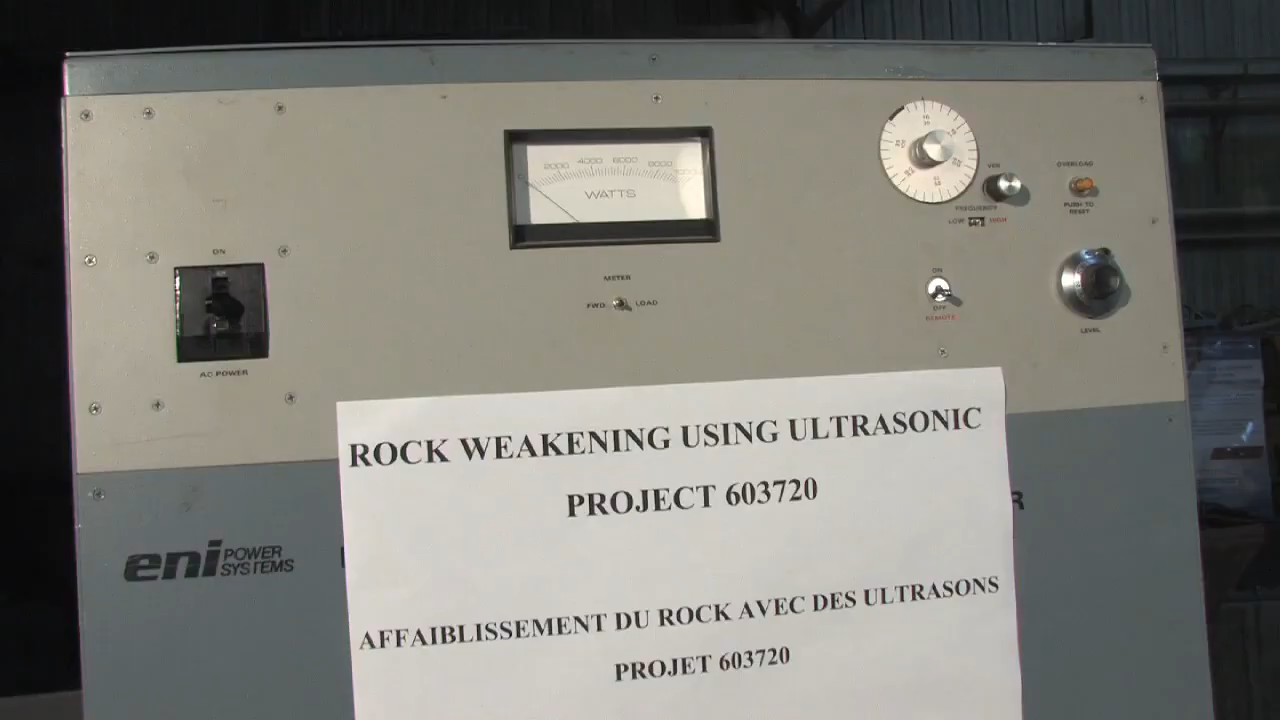 2000 4000 6000 8000 10000
WATTS
VDS
OVERLOAD
PUSH TO
RESET
FREQUENCY
LOW HIGH
ON
AC POWER
METER
FWD LOAD
ON
OFF
REMOTE
LEVEL
ROCK WEAKENING USING ULTRASONIC
PROJECT 603720
R
eni POWER
SYSTEMS
AFFAIBLISSEMENT DU ROCK AVEC DES ULTRASONS
PROJET 603720